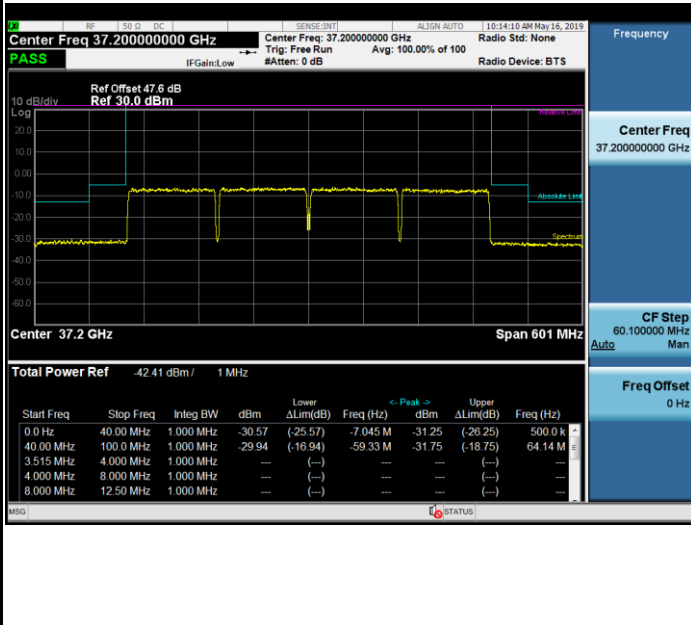 RF 50 Ω DC SENSE:INT ALIGN AUTO 10:14:10 AM May 16, 2019
Center Freq 37.200000000 GHz
Center Freq: 37.200000000 GHz
Radio Std: None
Trig: Free Run
Avg: 100.00% of 100
PASS
IFGain:Low
#Atten: 0 dB
Radio Device: BTS
Ref Offset 47.6 dB
10 dB/div Ref 30.0 dBm
Log
Relative Limit
20.0
10.0
0.00
-10.0
Absolute Limit
-20.0
-30.0
Spectrum
-40.0
-50.0
-60.0
Center 37.2 GHz
Span 601 MHz
Total Power Ref -42.41 dBm / 1 MHz
Lower <- Peak -> Upper
Start Freq Stop Freq Integ BW dBm ΔLim(dB) Freq (Hz) dBm ΔLim(dB) Freq (Hz)
0.0 Hz 40.00 MHz 1.000 MHz -30.57 (-25.57) -7.045 M -31.25 (-26.25) 500.0 k
40.00 MHz 100.0 MHz 1.000 MHz -29.94 (-16.94) -59.33 M -31.75 (-18.75) 64.14 M
3.515 MHz 4.000 MHz 1.000 MHz --- (---) --- --- (---) ---
4.000 MHz 8.000 MHz 1.000 MHz --- (---) --- --- (---) ---
8.000 MHz 12.50 MHz 1.000 MHz --- (---) --- --- (---) ---
MSG
STATUS
Frequency
Center Freq
37.200000000 GHz
CF Step
60.100000 MHz
Auto Man
Freq Offset
0 Hz